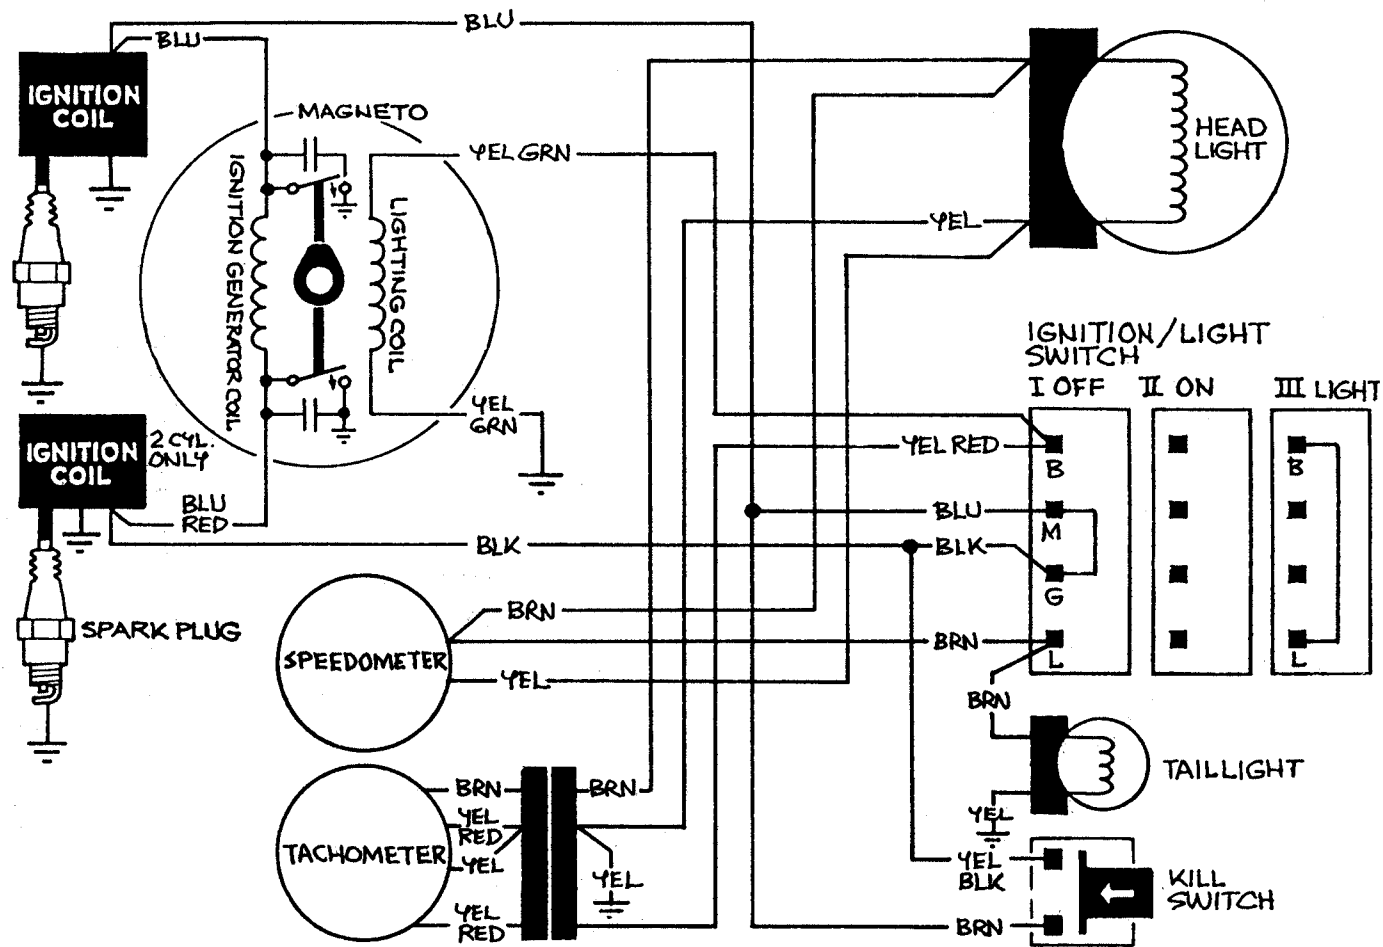 BLU
BLU
IGNITION
COIL
MAGNETO
YEL GRN
HEAD
LIGHT
IGNITION GENERATOR COIL
LIGHTING COIL
YEL
IGNITION/LIGHT
SWITCH
I OFF
II ON
III LIGHT
YEL
GRN
IGNITION
COIL
2 CYL.
ONLY
YEL RED
B
B
BLU
RED
BLU
M
BLK
BLK
G
BRN
SPARK PLUG
BRN
L
L
SPEEDOMETER
YEL
BRN
TAILLIGHT
BRN
BRN
YEL
RED
YEL
TACHOMETER
YEL
YEL
YEL
BLK
KILL
SWITCH
YEL
RED
BRN